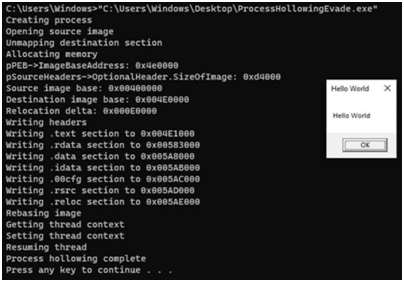 C:\Users\Windows>"C:\Users\Windows\Desktop\ProcessHollowingEvade.exe"
Creating process
Opening source image
Unmapping destination section
Allocating memory
pPEB->ImageBaseAddress: 0x4e0000
pSourceHeaders->OptionalHeader.SizeOfImage: 0xd4000
Source image base: 0x00400000
Destination image base: 0x004E0000
Relocation delta: 0x000E0000
Writing headers
Writing .text section to 0x004E1000
Writing .rdata section to 0x00583000
Writing .data section to 0x005A8000
Writing .idata section to 0x005AB000
Writing .00cfg section to 0x005AC000
Writing .rsrc section to 0x005AD000
Writing .reloc section to 0x005AE000
Rebasing image
Getting thread context
Setting thread context
Resuming thread
Process hollowing complete
Press any key to continue . . .
Hello World
Hello World
OK